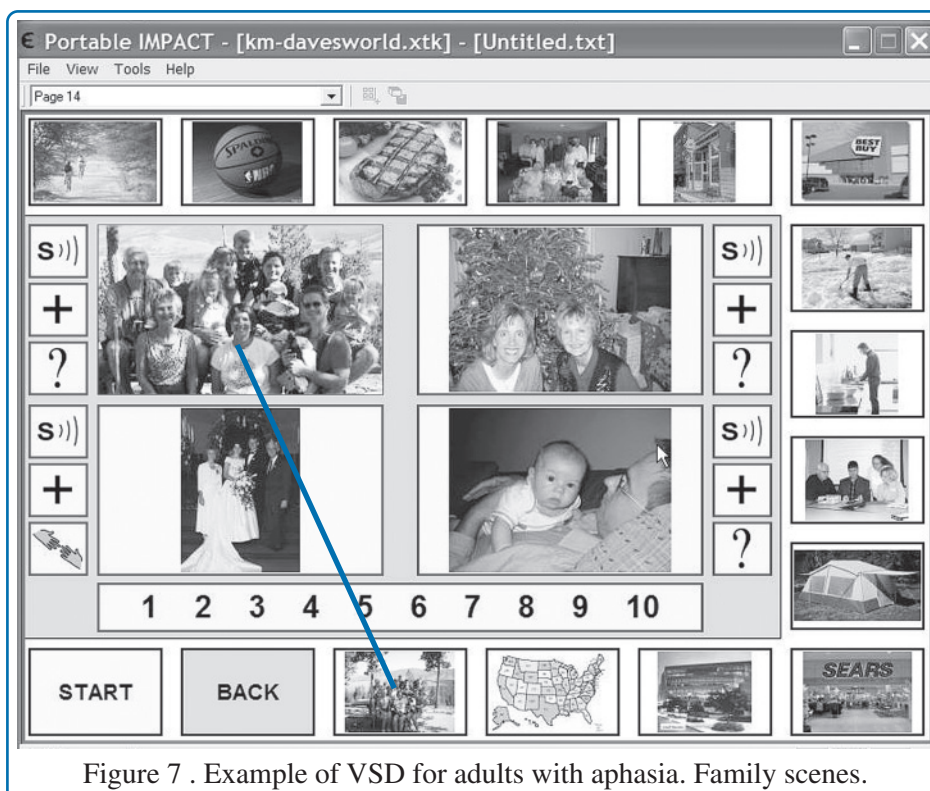 Portable IMPACT - [km-davesworld.xtk] - [Untitled.txt]
File View Tools Help
Page 14
SPALDING
NBA
BEST BUY
S
+
?
S
+
?
S
+
S
+
?
1 2 3 4 5 6 7 8 9 10
START
BACK
SEARS
Figure 7 . Example of VSD for adults with aphasia. Family scenes.